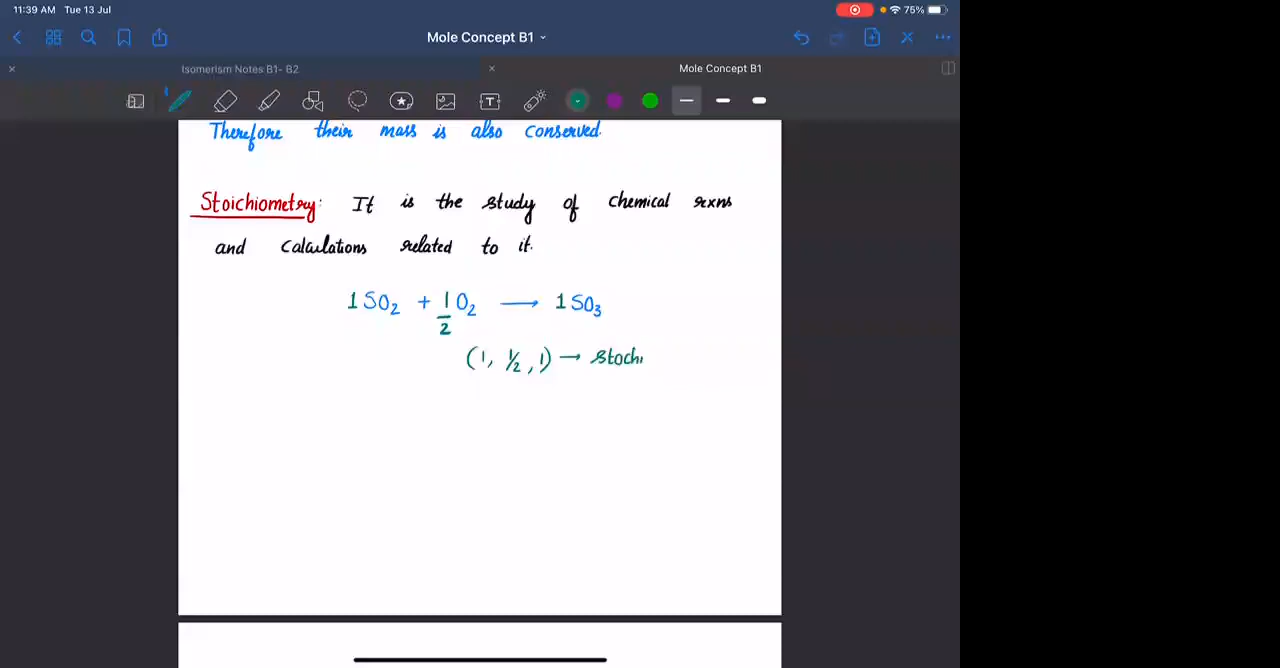 11:39 AM Tue 13 Jul
75%
Mole Concept B1
Isomerism Notes B1- B2
Mole Concept B1
Therefore their mass is also conserved.
Stoichiometry: It is the study of chemical rxns
and calculations related to it.
1 SO₂ + 1/2 O₂ → 1 SO₃
(1, 1/2, 1) → stochi